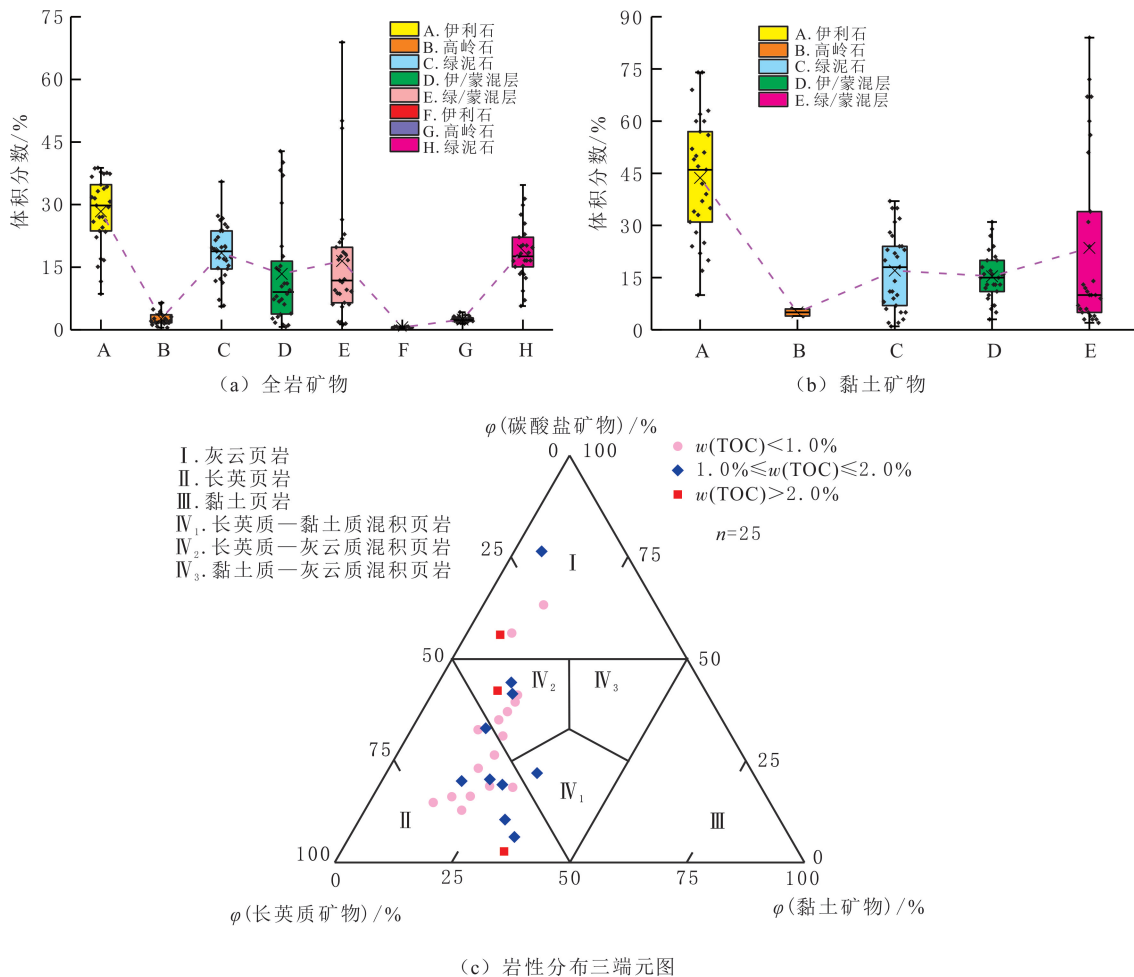 75
60
45
30
15
0
体积分数/%
A. 伊利石
B. 高岭石
C. 绿泥石
D. 伊/蒙混层
E. 绿/蒙混层
F. 伊利石
G. 高岭石
H. 绿泥石
A B C D E F G H
(a) 全岩矿物
90
75
60
45
30
15
0
体积分数/%
A. 伊利石
B. 高岭石
C. 绿泥石
D. 伊/蒙混层
E. 绿/蒙混层
A B C D E
(b) 黏土矿物
φ(碳酸盐矿物)/%
0 100
Ⅰ.灰云页岩
Ⅱ.长英页岩
Ⅲ.黏土页岩
Ⅳ₁.长英质—黏土质混积页岩
Ⅳ₂.长英质—灰云质混积页岩
Ⅳ₃.黏土质—灰云质混积页岩
w(TOC)<1.0%
1.0%≤w(TOC)≤2.0%
w(TOC)>2.0%
n=25
25 Ⅰ 75
50 50
Ⅳ₂ Ⅳ₃
75 25
Ⅱ Ⅳ₁ Ⅲ
100 0
0 25 50 75 100
φ(长英质矿物)/% φ(黏土矿物)/%
(c) 岩性分布三端元图